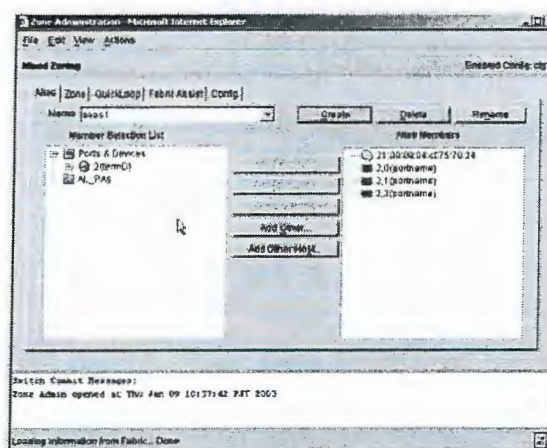 Zone Administration - Microsoft Internet Explorer
File Edit View Actions
Mixed Zoning
Enabled Config: cfg
Alias Zone QuickLoop Fabric Assist Config
Name Create Delete Rename
Member Selection List
Alias Members
Ports & Devices
AL_PAs
2,0(portname)
2,1(portname)
2,3(portname)
Add Other...
Add Other Host..
Switch Commit Messages:
Zone Admin opened at Thu Jan 09 10:37:42 PST 2003
Loading information from Fabric... Done